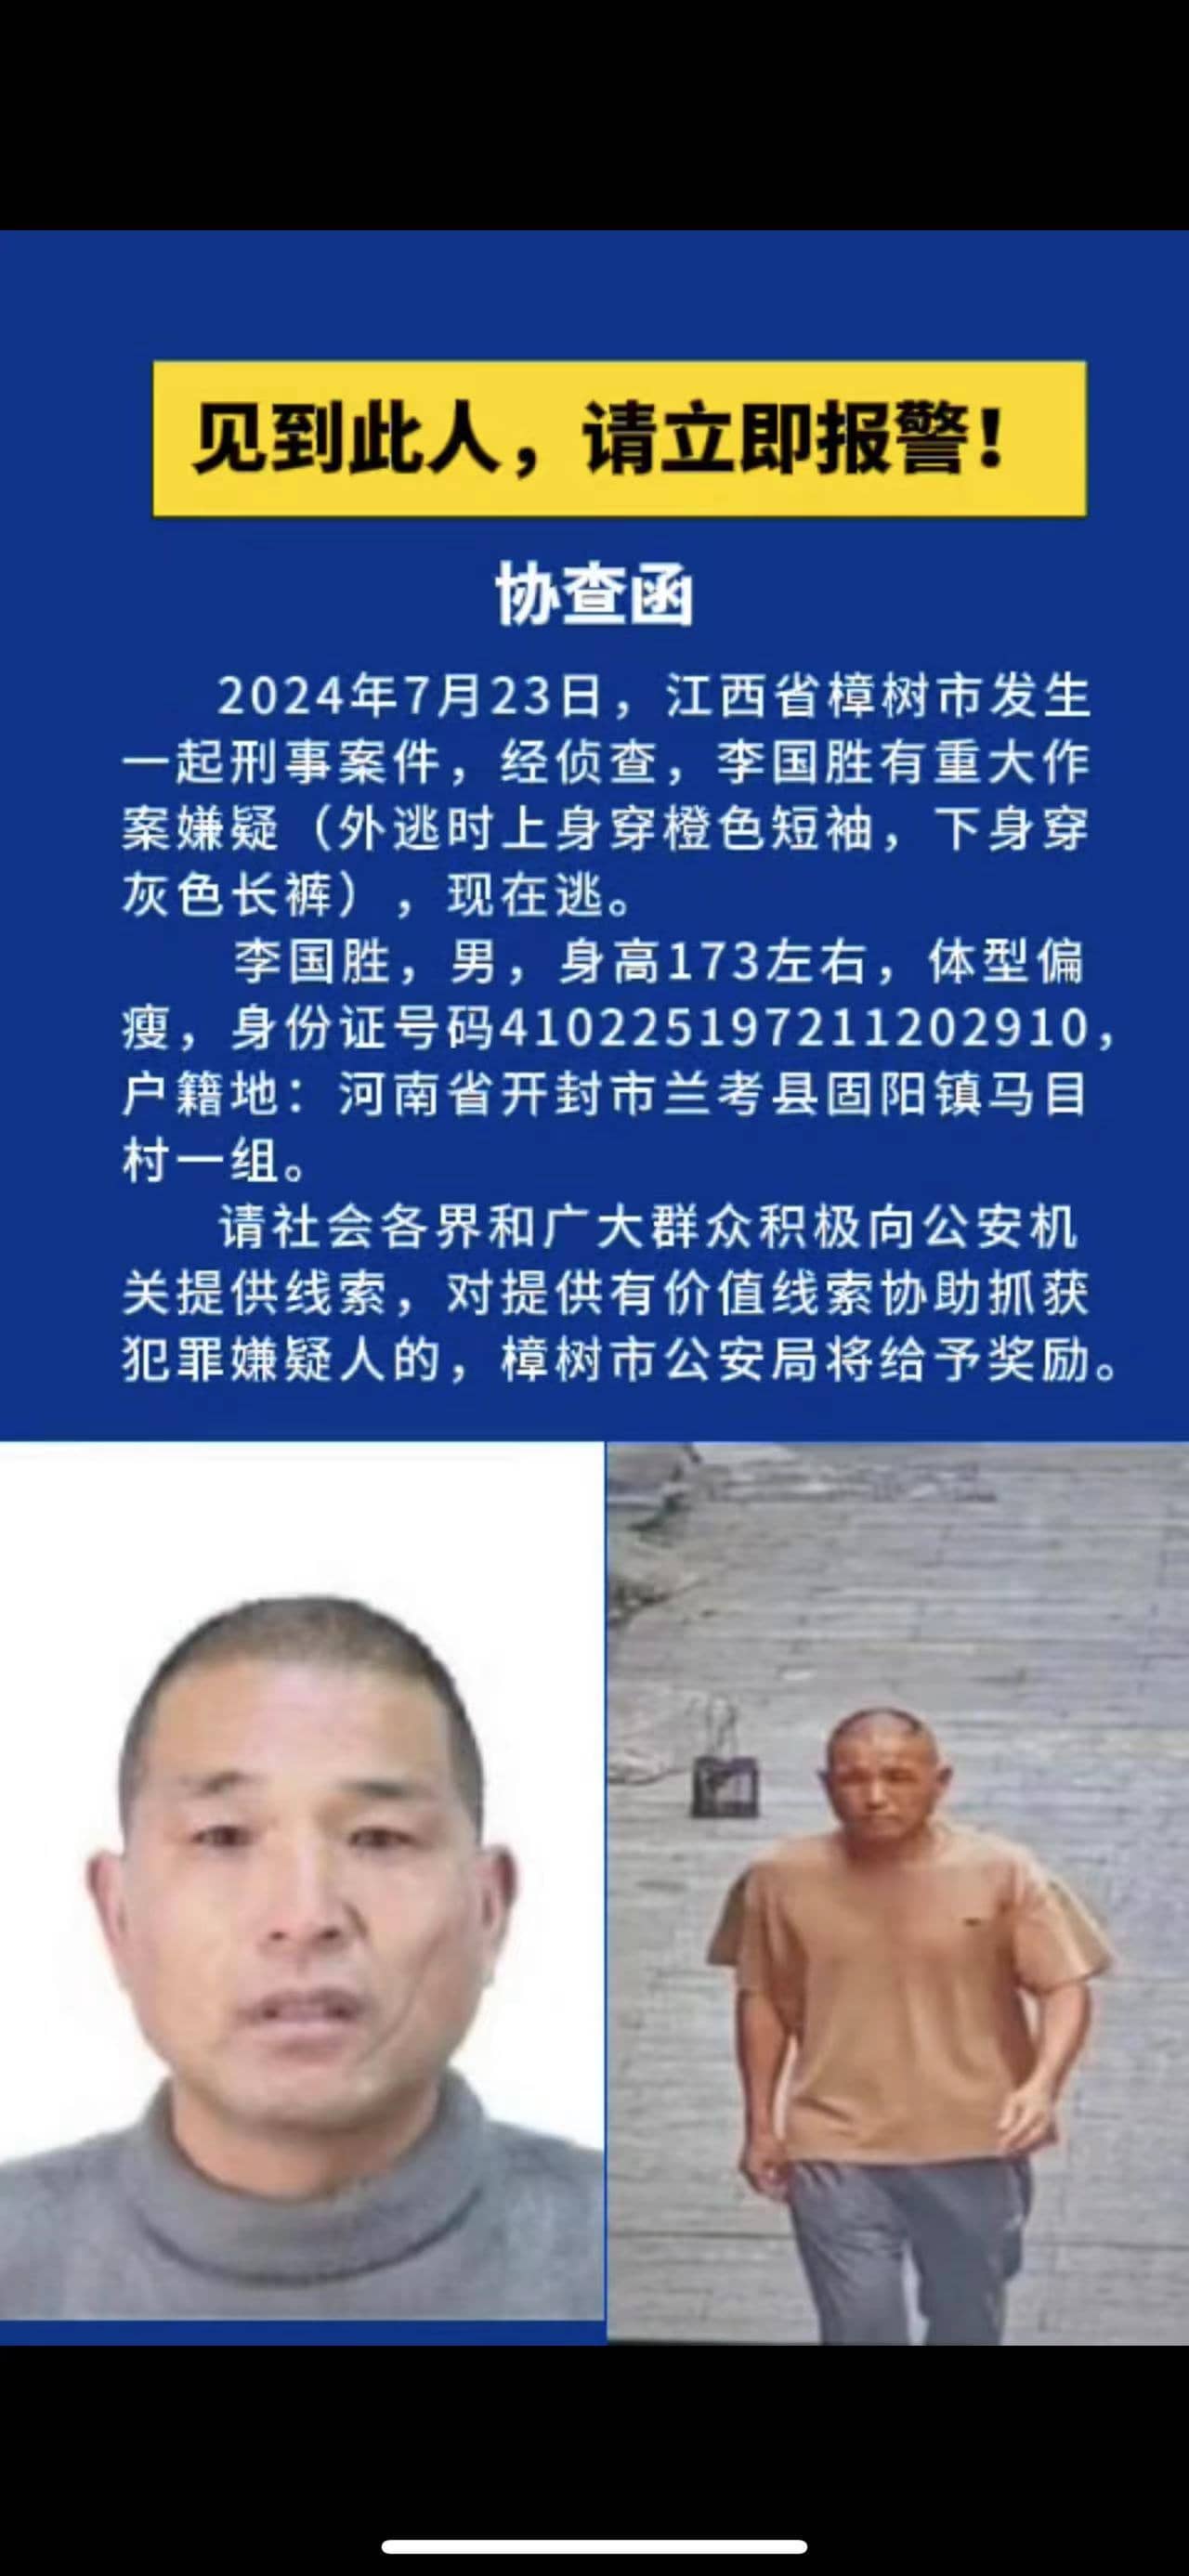 见到此人，请立即报警！
协查函
2024年7月23日，江西省樟树市发生
一起刑事案件，经侦查，李国胜有重大作
案嫌疑（外逃时上身穿橙色短袖，下身穿
灰色长裤），现在逃。
李国胜，男，身高173左右，体型偏
瘦，身份证号码410225197211202910，
户籍地：河南省开封市兰考县固阳镇马目
村一组。
请社会各界和广大群众积极向公安机
关提供线索，对提供有价值线索协助抓获
犯罪嫌疑人的，樟树市公安局将给予奖励。